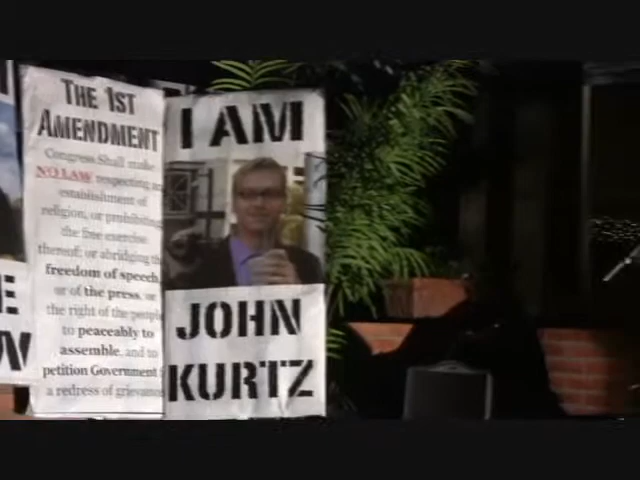 THE 1ST
AMENDMENT
Congress Shall make
NO LAW respecting an
establishment of
religion, or prohibiting
the free exercise
thereof; or abridging the
freedom of speech,
or of the press, or
the right of the people
to peaceably to
assemble, and to
petition Government
a redress of grievances
I AM
JOHN
KURTZ